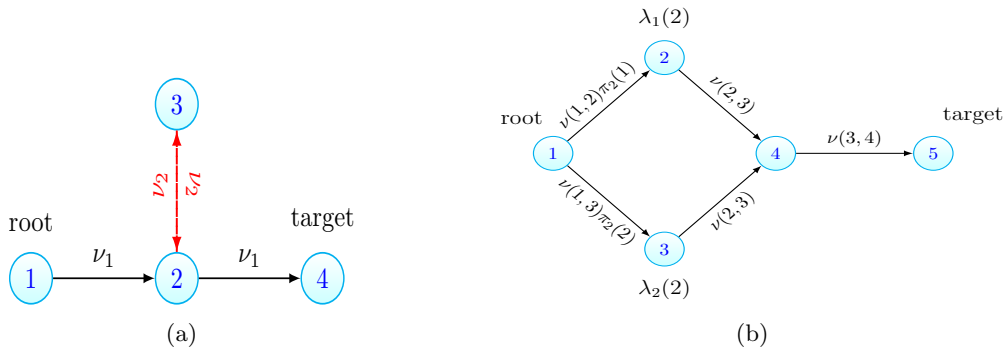 3
ν₂
ν₂
root
target
1
ν₁
2
ν₁
4
(a)
λ₁(2)
2
ν(1, 2)π₂(1)
ν(2, 3)
root
1
4
ν(3, 4)
target
5
ν(1, 3)π₂(2)
ν(2, 3)
3
λ₂(2)
(b)